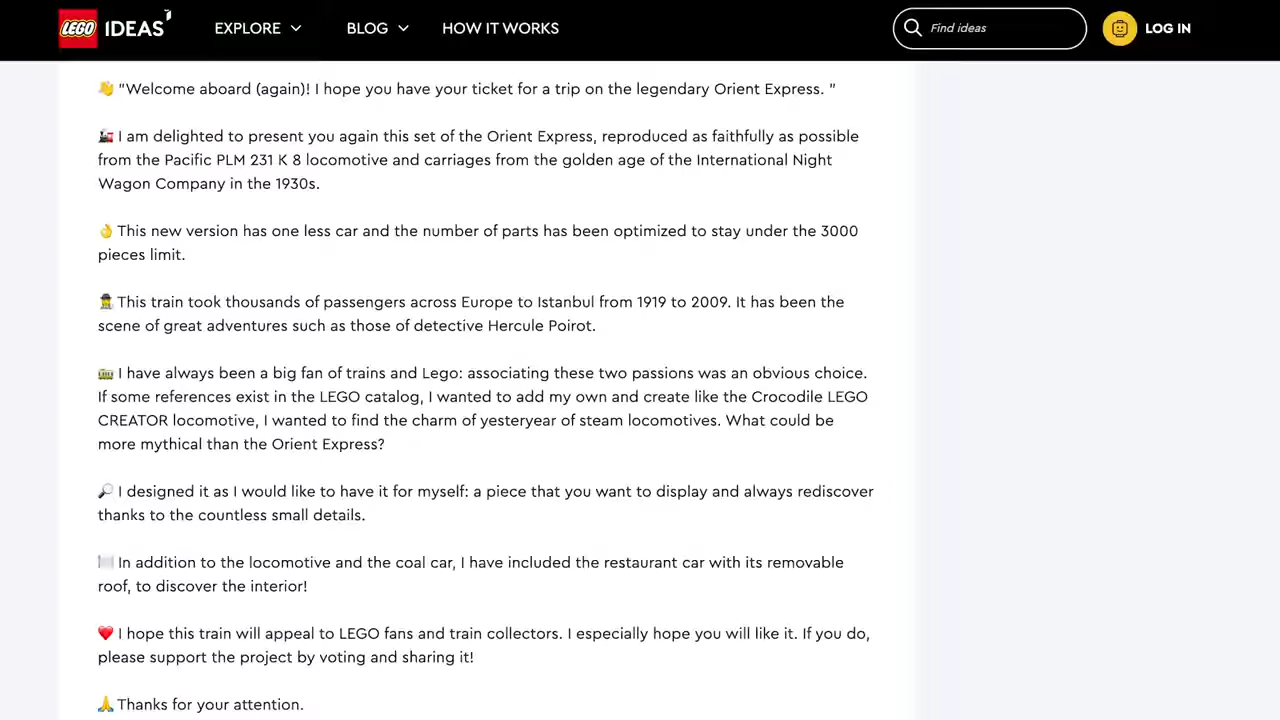 LEGO IDEAS EXPLORE BLOG HOW IT WORKS Find ideas LOG IN
👋 "Welcome aboard (again)! I hope you have your ticket for a trip on the legendary Orient Express. "
🚂 I am delighted to present you again this set of the Orient Express, reproduced as faithfully as possible
from the Pacific PLM 231 K 8 locomotive and carriages from the golden age of the International Night
Wagon Company in the 1930s.
👌 This new version has one less car and the number of parts has been optimized to stay under the 3000
pieces limit.
🕵 This train took thousands of passengers across Europe to Istanbul from 1919 to 2009. It has been the
scene of great adventures such as those of detective Hercule Poirot.
🚃 I have always been a big fan of trains and Lego: associating these two passions was an obvious choice.
If some references exist in the LEGO catalog, I wanted to add my own and create like the Crocodile LEGO
CREATOR locomotive, I wanted to find the charm of yesteryear of steam locomotives. What could be
more mythical than the Orient Express?
🔎 I designed it as I would like to have it for myself: a piece that you want to display and always rediscover
thanks to the countless small details.
🍽 In addition to the locomotive and the coal car, I have included the restaurant car with its removable
roof, to discover the interior!
❤️ I hope this train will appeal to LEGO fans and train collectors. I especially hope you will like it. If you do,
please support the project by voting and sharing it!
🙏 Thanks for your attention.